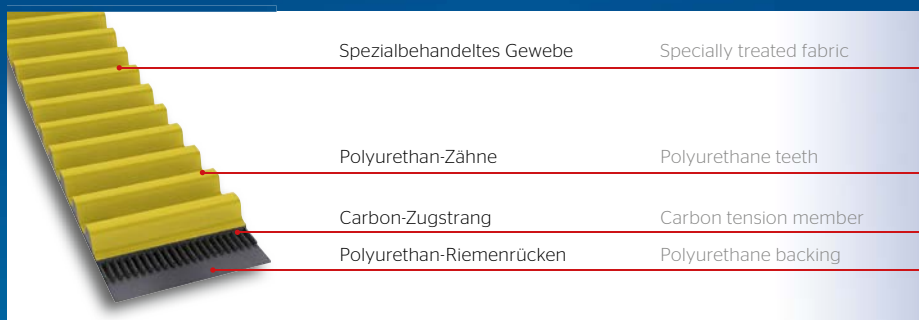 Spezialbehandeltes Gewebe Specially treated fabric
Polyurethan-Zähne Polyurethane teeth
Carbon-Zugstrang Carbon tension member
Polyurethan-Riemenrücken Polyurethane backing